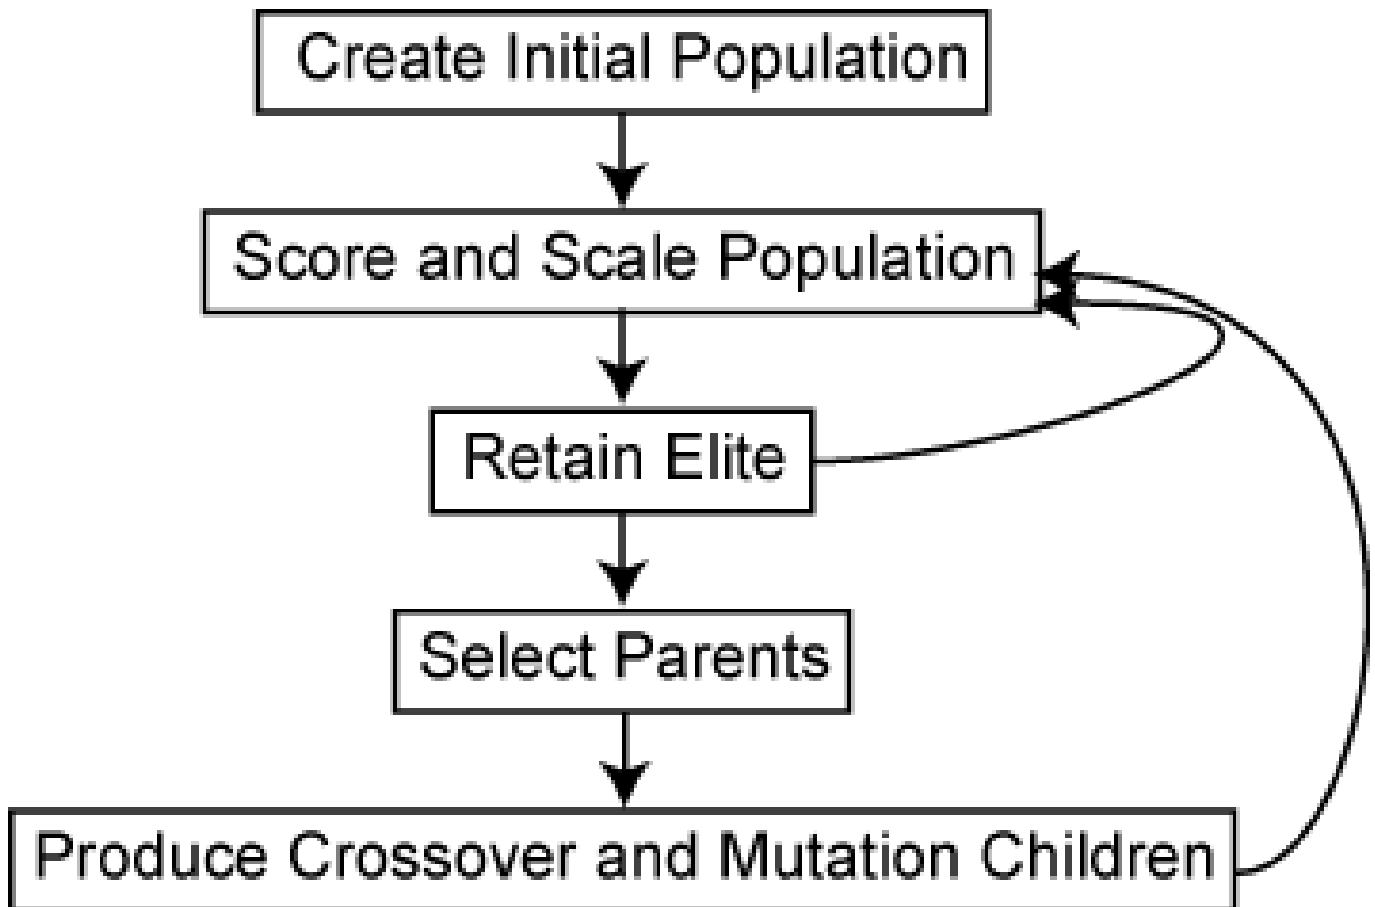 Create Initial Population
Score and Scale Population
Retain Elite
Select Parents
Produce Crossover and Mutation Children